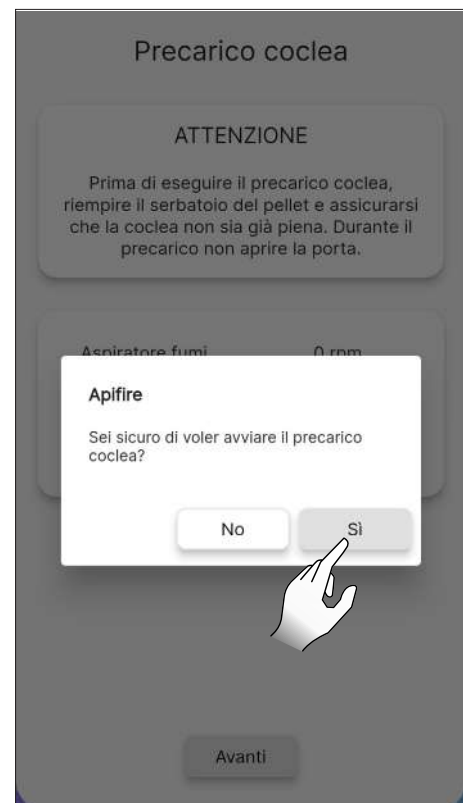 Precarico coclea
ATTENZIONE
Prima di eseguire il precarico coclea,
riempire il serbatoio del pellet e assicurarsi
che la coclea non sia già piena. Durante il
precarico non aprire la porta.
Aspiratore fumi 0 rpm
Apifire
Sei sicuro di voler avviare il precarico
coclea?
No Sì
Avanti